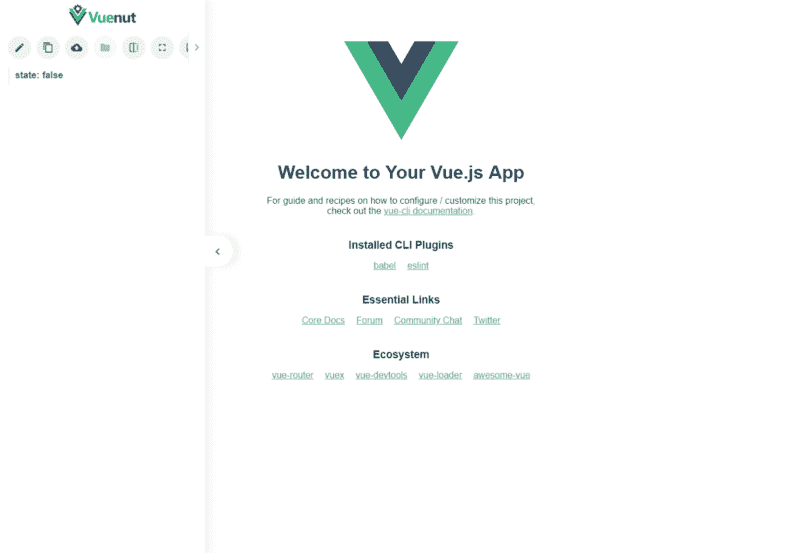 Vuenut
state: false
Welcome to Your Vue.js App
For guide and recipes on how to configure / customize this project,
check out the vue-cli documentation.
Installed CLI Plugins
babel eslint
Essential Links
Core Docs Forum Community Chat Twitter
Ecosystem
vue-router vuex vue-devtools vue-loader awesome-vue